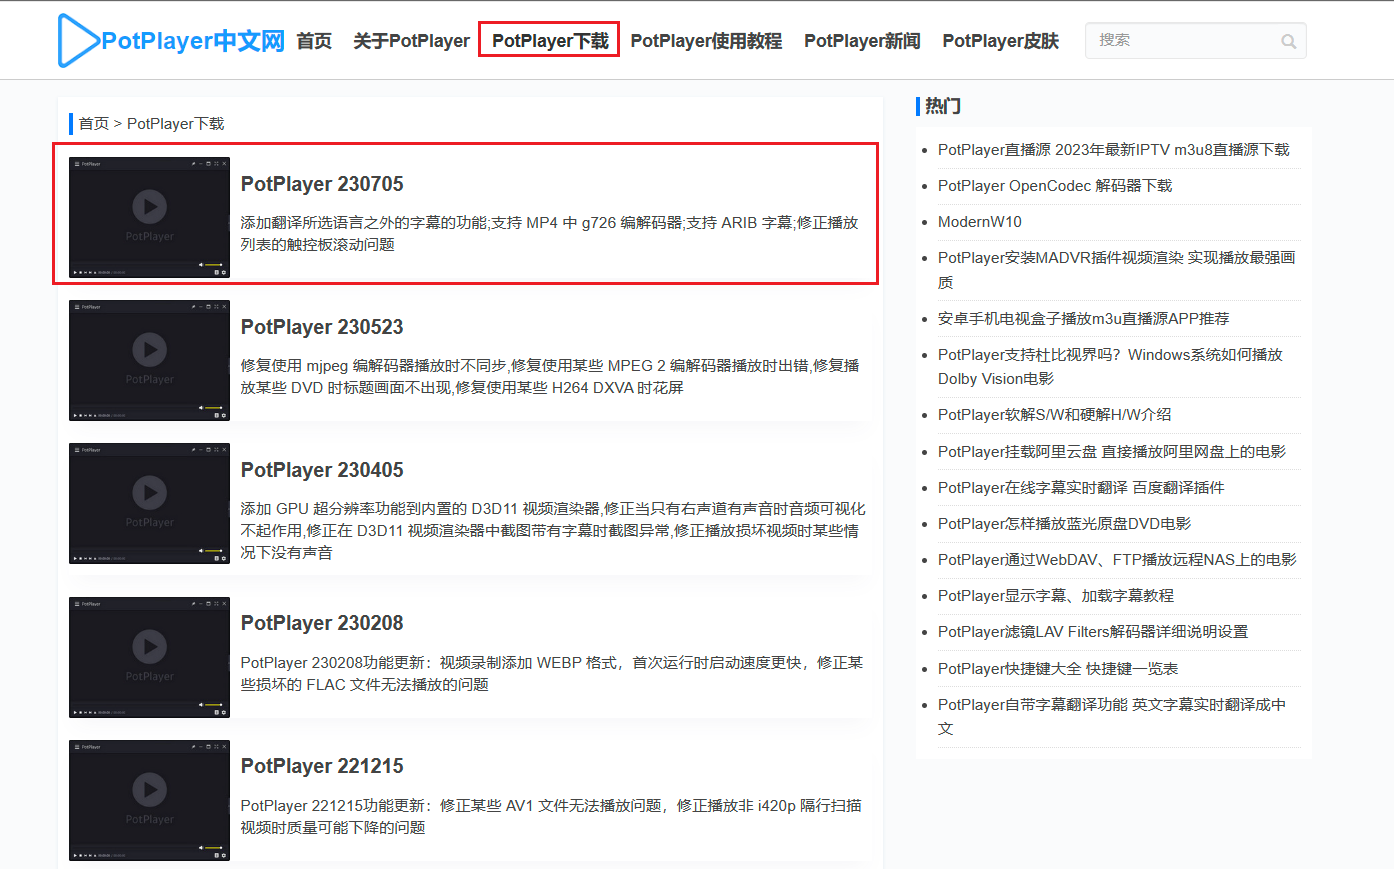 PotPlayer中文网 首页 关于PotPlayer PotPlayer下载 PotPlayer使用教程 PotPlayer新闻 PotPlayer皮肤 搜索
首页 > PotPlayer下载
PotPlayer
PotPlayer
PotPlayer 230705
添加翻译所选语言之外的字幕的功能;支持 MP4 中 g726 编解码器;支持 ARIB 字幕;修正播放
列表的触控板滚动问题
PotPlayer
PotPlayer
PotPlayer 230523
修复使用 mjpeg 编解码器播放时不同步,修复使用某些 MPEG 2 编解码器播放时出错,修复播
放某些 DVD 时标题画面不出现,修复使用某些 H264 DXVA 时花屏
PotPlayer
PotPlayer
PotPlayer 230405
添加 GPU 超分辨率功能到内置的 D3D11 视频渲染器,修正当只有右声道有声音时音频可视化
不起作用,修正在 D3D11 视频渲染器中截图带有字幕时截图异常,修正播放损坏视频时某些情
况下没有声音
PotPlayer
PotPlayer
PotPlayer 230208
PotPlayer 230208功能更新：视频录制添加 WEBP 格式，首次运行时启动速度更快，修正某
些损坏的 FLAC 文件无法播放的问题
PotPlayer
PotPlayer
PotPlayer 221215
PotPlayer 221215功能更新：修正某些 AV1 文件无法播放问题，修正播放非 i420p 隔行扫描
视频时质量可能下降的问题
热门
PotPlayer直播源 2023年最新IPTV m3u8直播源下载
PotPlayer OpenCodec 解码器下载
ModernW10
PotPlayer安装MADVR插件视频渲染 实现播放最强画
质
安卓手机电视盒子播放m3u直播源APP推荐
PotPlayer支持杜比视界吗？Windows系统如何播放
Dolby Vision电影
PotPlayer软解S/W和硬解H/W介绍
PotPlayer挂载阿里云盘 直接播放阿里网盘上的电影
PotPlayer在线字幕实时翻译 百度翻译插件
PotPlayer怎样播放蓝光原盘DVD电影
PotPlayer通过WebDAV、FTP播放远程NAS上的电影
PotPlayer显示字幕、加载字幕教程
PotPlayer滤镜LAV Filters解码器详细说明设置
PotPlayer快捷键大全 快捷键一览表
PotPlayer自带字幕翻译功能 英文字幕实时翻译成中
文